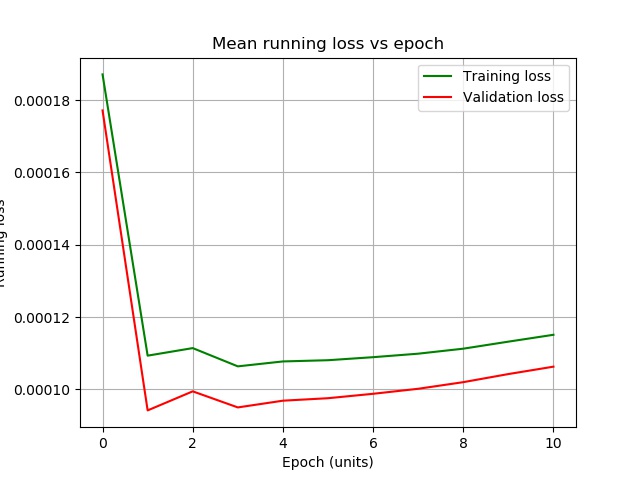 Mean running loss vs epoch
Training loss
Validation loss
0.00018
0.00016
0.00014
0.00012
0.00010
Running loss
0 2 4 6 8 10
Epoch (units)